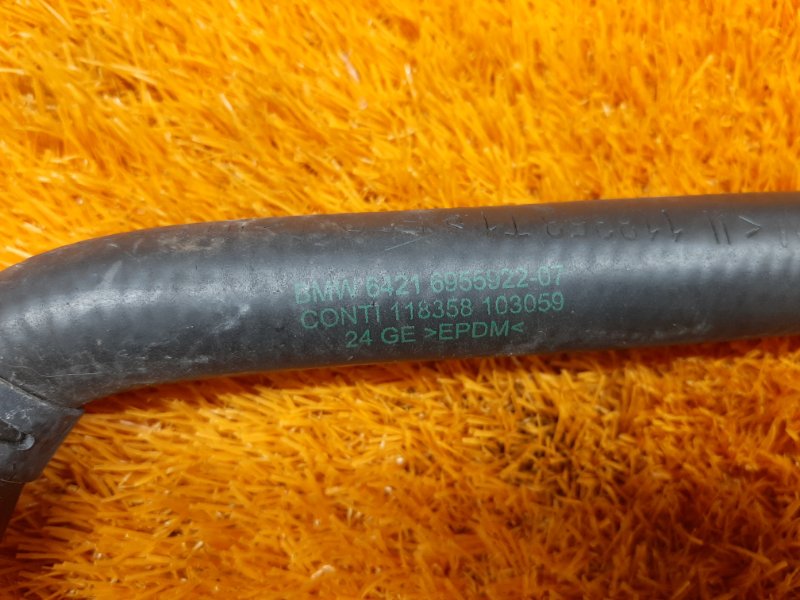 BMW 6421 6955922-07
CONTI 118358 103059
24 GE >EPDM<